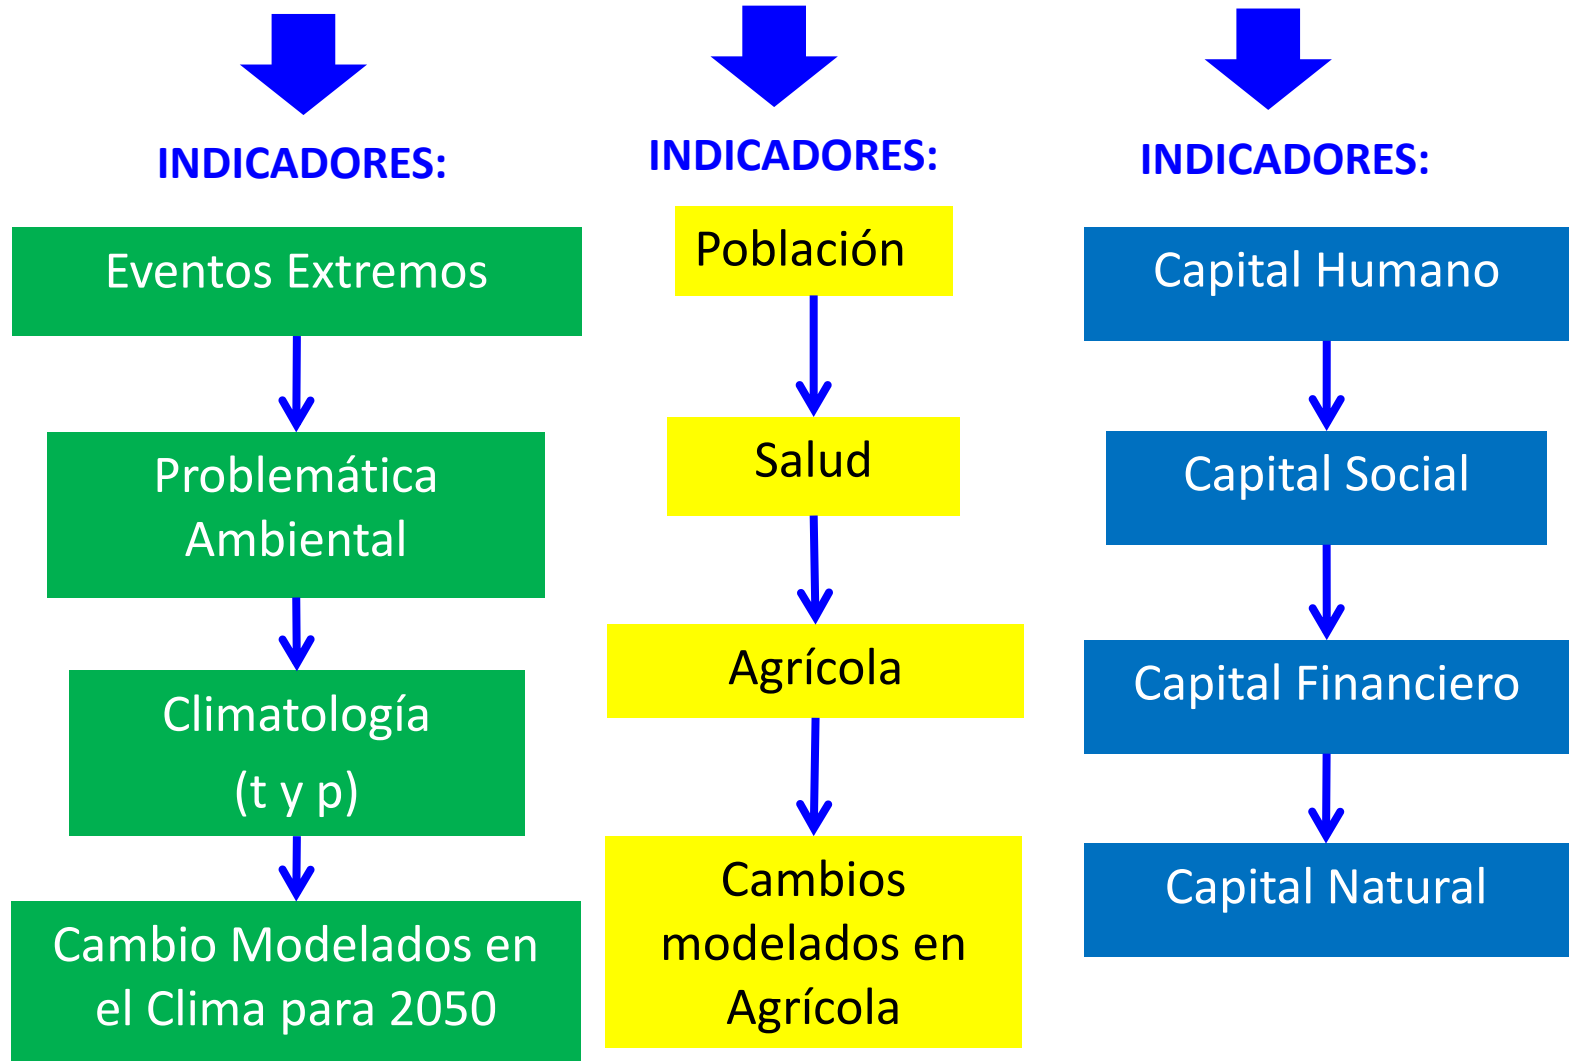 INDICADORES:
Eventos Extremos
Problemática
Ambiental
Climatología
(t y p)
Cambio Modelados en
el Clima para 2050
INDICADORES:
Población
Salud
Agrícola
Cambios
modelados en
Agrícola
INDICADORES:
Capital Humano
Capital Social
Capital Financiero
Capital Natural